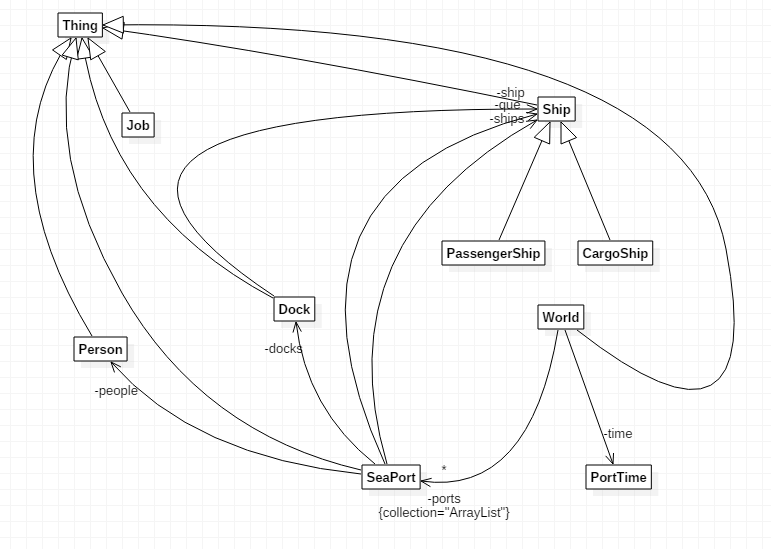 Thing
-ship
-que
-ships
Ship
Job
PassengerShip
CargoShip
Dock
World
-docks
Person
-people
-time
*
SeaPort
PortTime
-ports
{collection="ArrayList"}